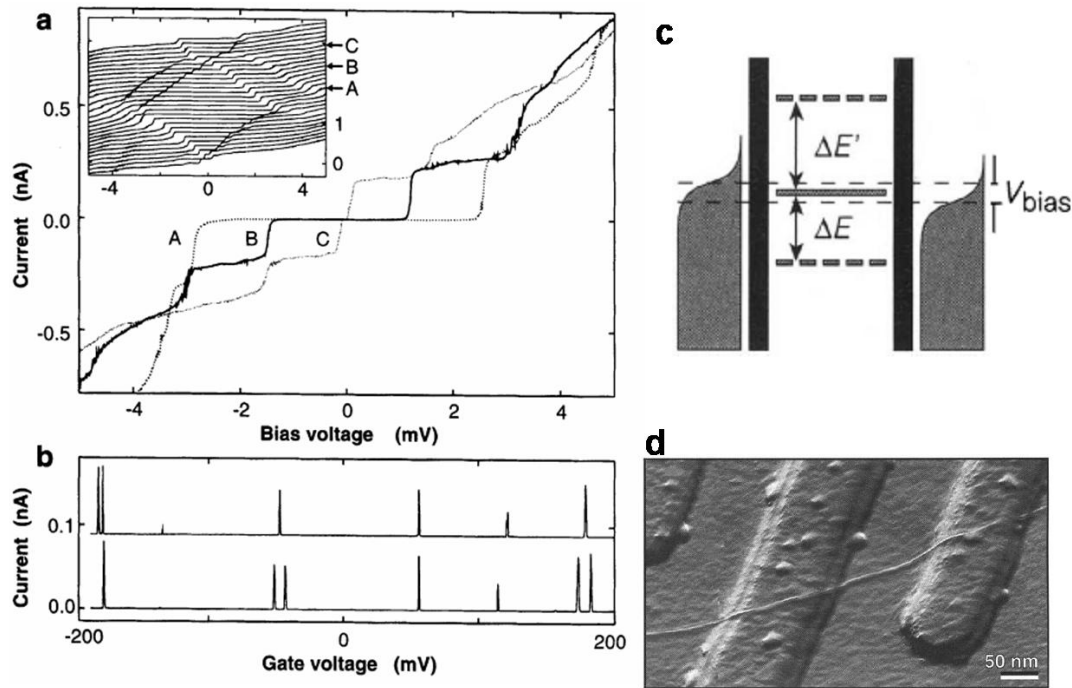 a
C
B
A
1
0
-4
0
4
0.5
0.0
-0.5
Current (nA)
A
B
C
-4
-2
0
2
4
Bias voltage (mV)
b
Current (nA)
0.1
0.0
-200
0
200
Gate voltage (mV)
c
ΔE'
ΔE
Vbias
d
50 nm